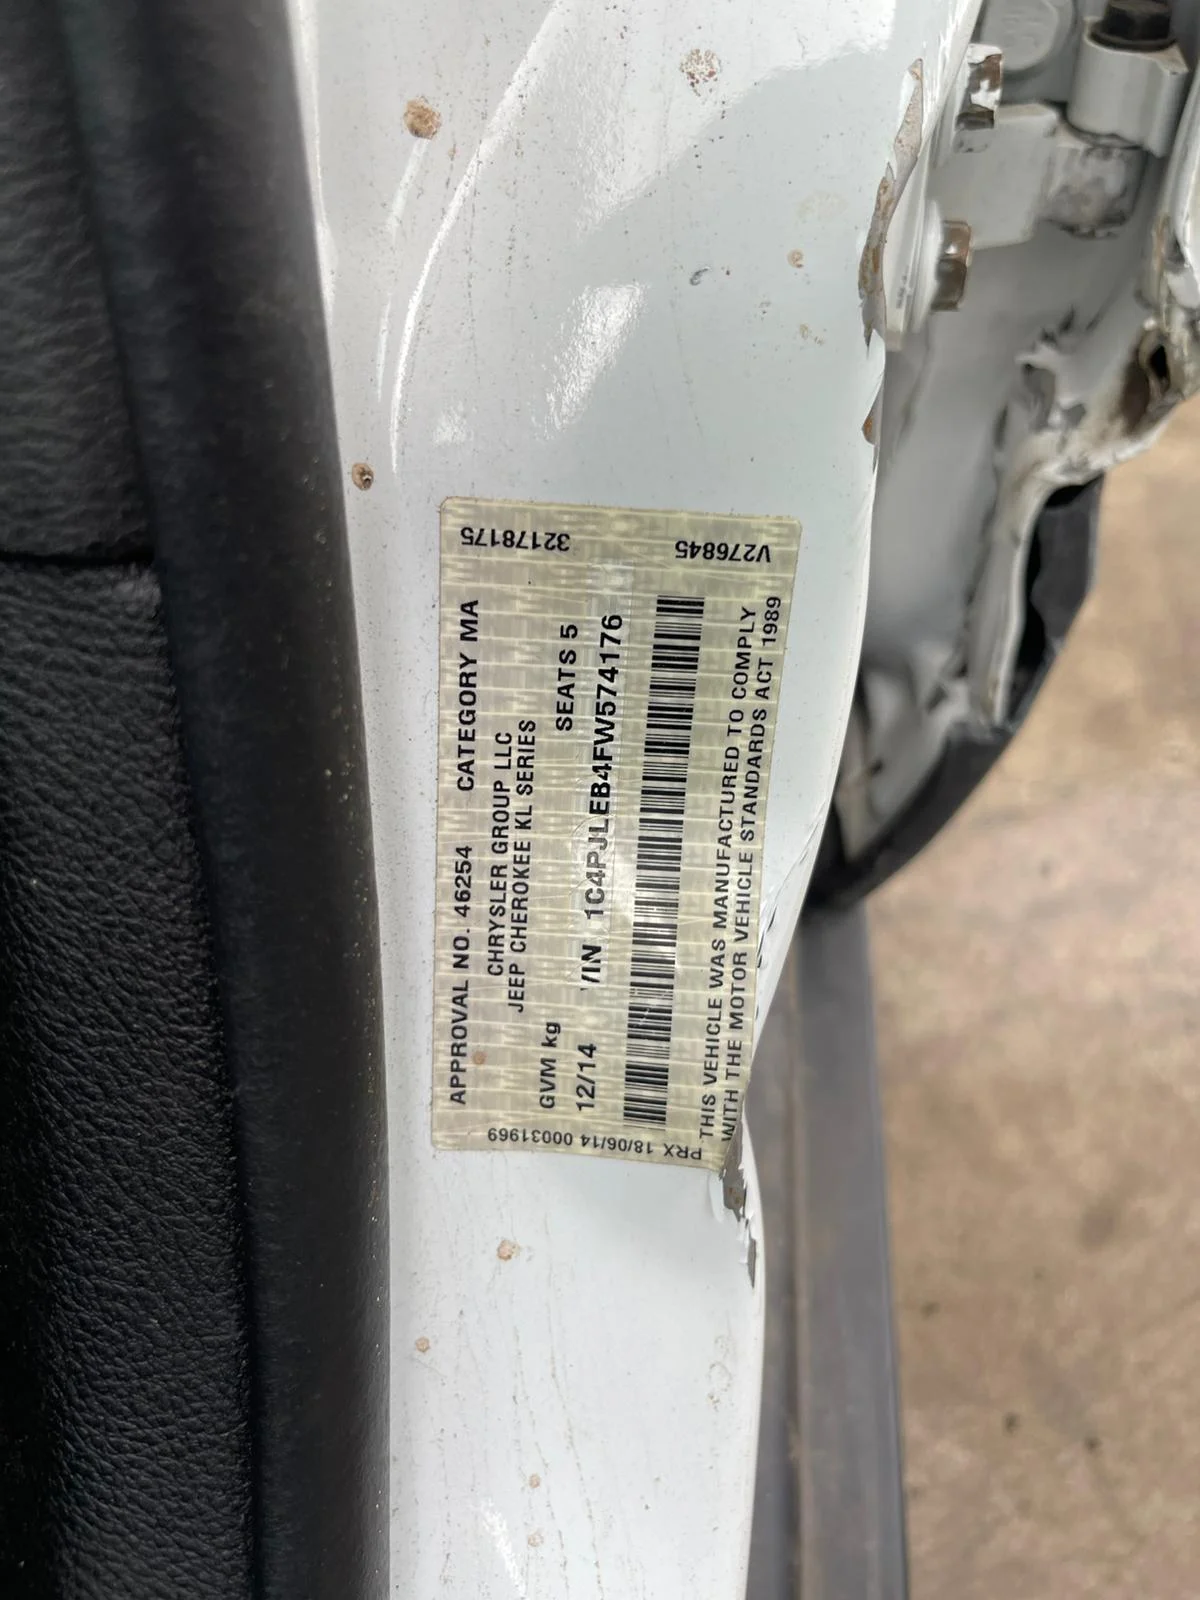 APPROVAL NO. 46254 CATEGORY MA
CHRYSLER GROUP LLC
JEEP CHEROKEE KL SERIES
GVM kg SEATS 5
12/14 VIN 1C4PJLEB4FW574176
THIS VEHICLE WAS MANUFACTURED TO COMPLY
WITH THE MOTOR VEHICLE STANDARDS ACT 1989
32178175
V276845
PRX 18/06/14 00031969